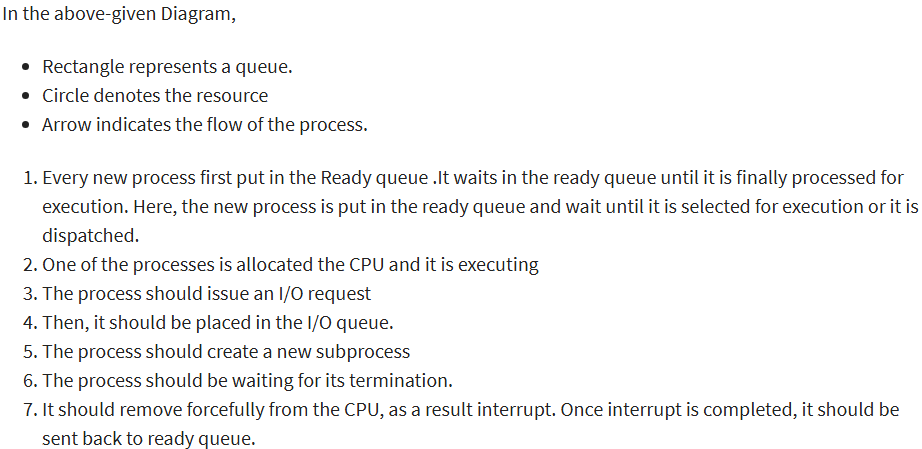 In the above-given Diagram,
• Rectangle represents a queue.
• Circle denotes the resource
• Arrow indicates the flow of the process.
1. Every new process first put in the Ready queue .It waits in the ready queue until it is finally processed for
execution. Here, the new process is put in the ready queue and wait until it is selected for execution or it is
dispatched.
2. One of the processes is allocated the CPU and it is executing
3. The process should issue an I/O request
4. Then, it should be placed in the I/O queue.
5. The process should create a new subprocess
6. The process should be waiting for its termination.
7. It should remove forcefully from the CPU, as a result interrupt. Once interrupt is completed, it should be
sent back to ready queue.